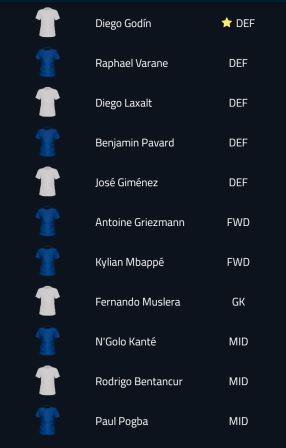 Diego Godín DEF
Raphael Varane DEF
Diego Laxalt DEF
Benjamin Pavard DEF
José Giménez DEF
Antoine Griezmann FWD
Kylian Mbappé FWD
Fernando Muslera GK
N'Golo Kanté MID
Rodrigo Bentancur MID
Paul Pogba MID